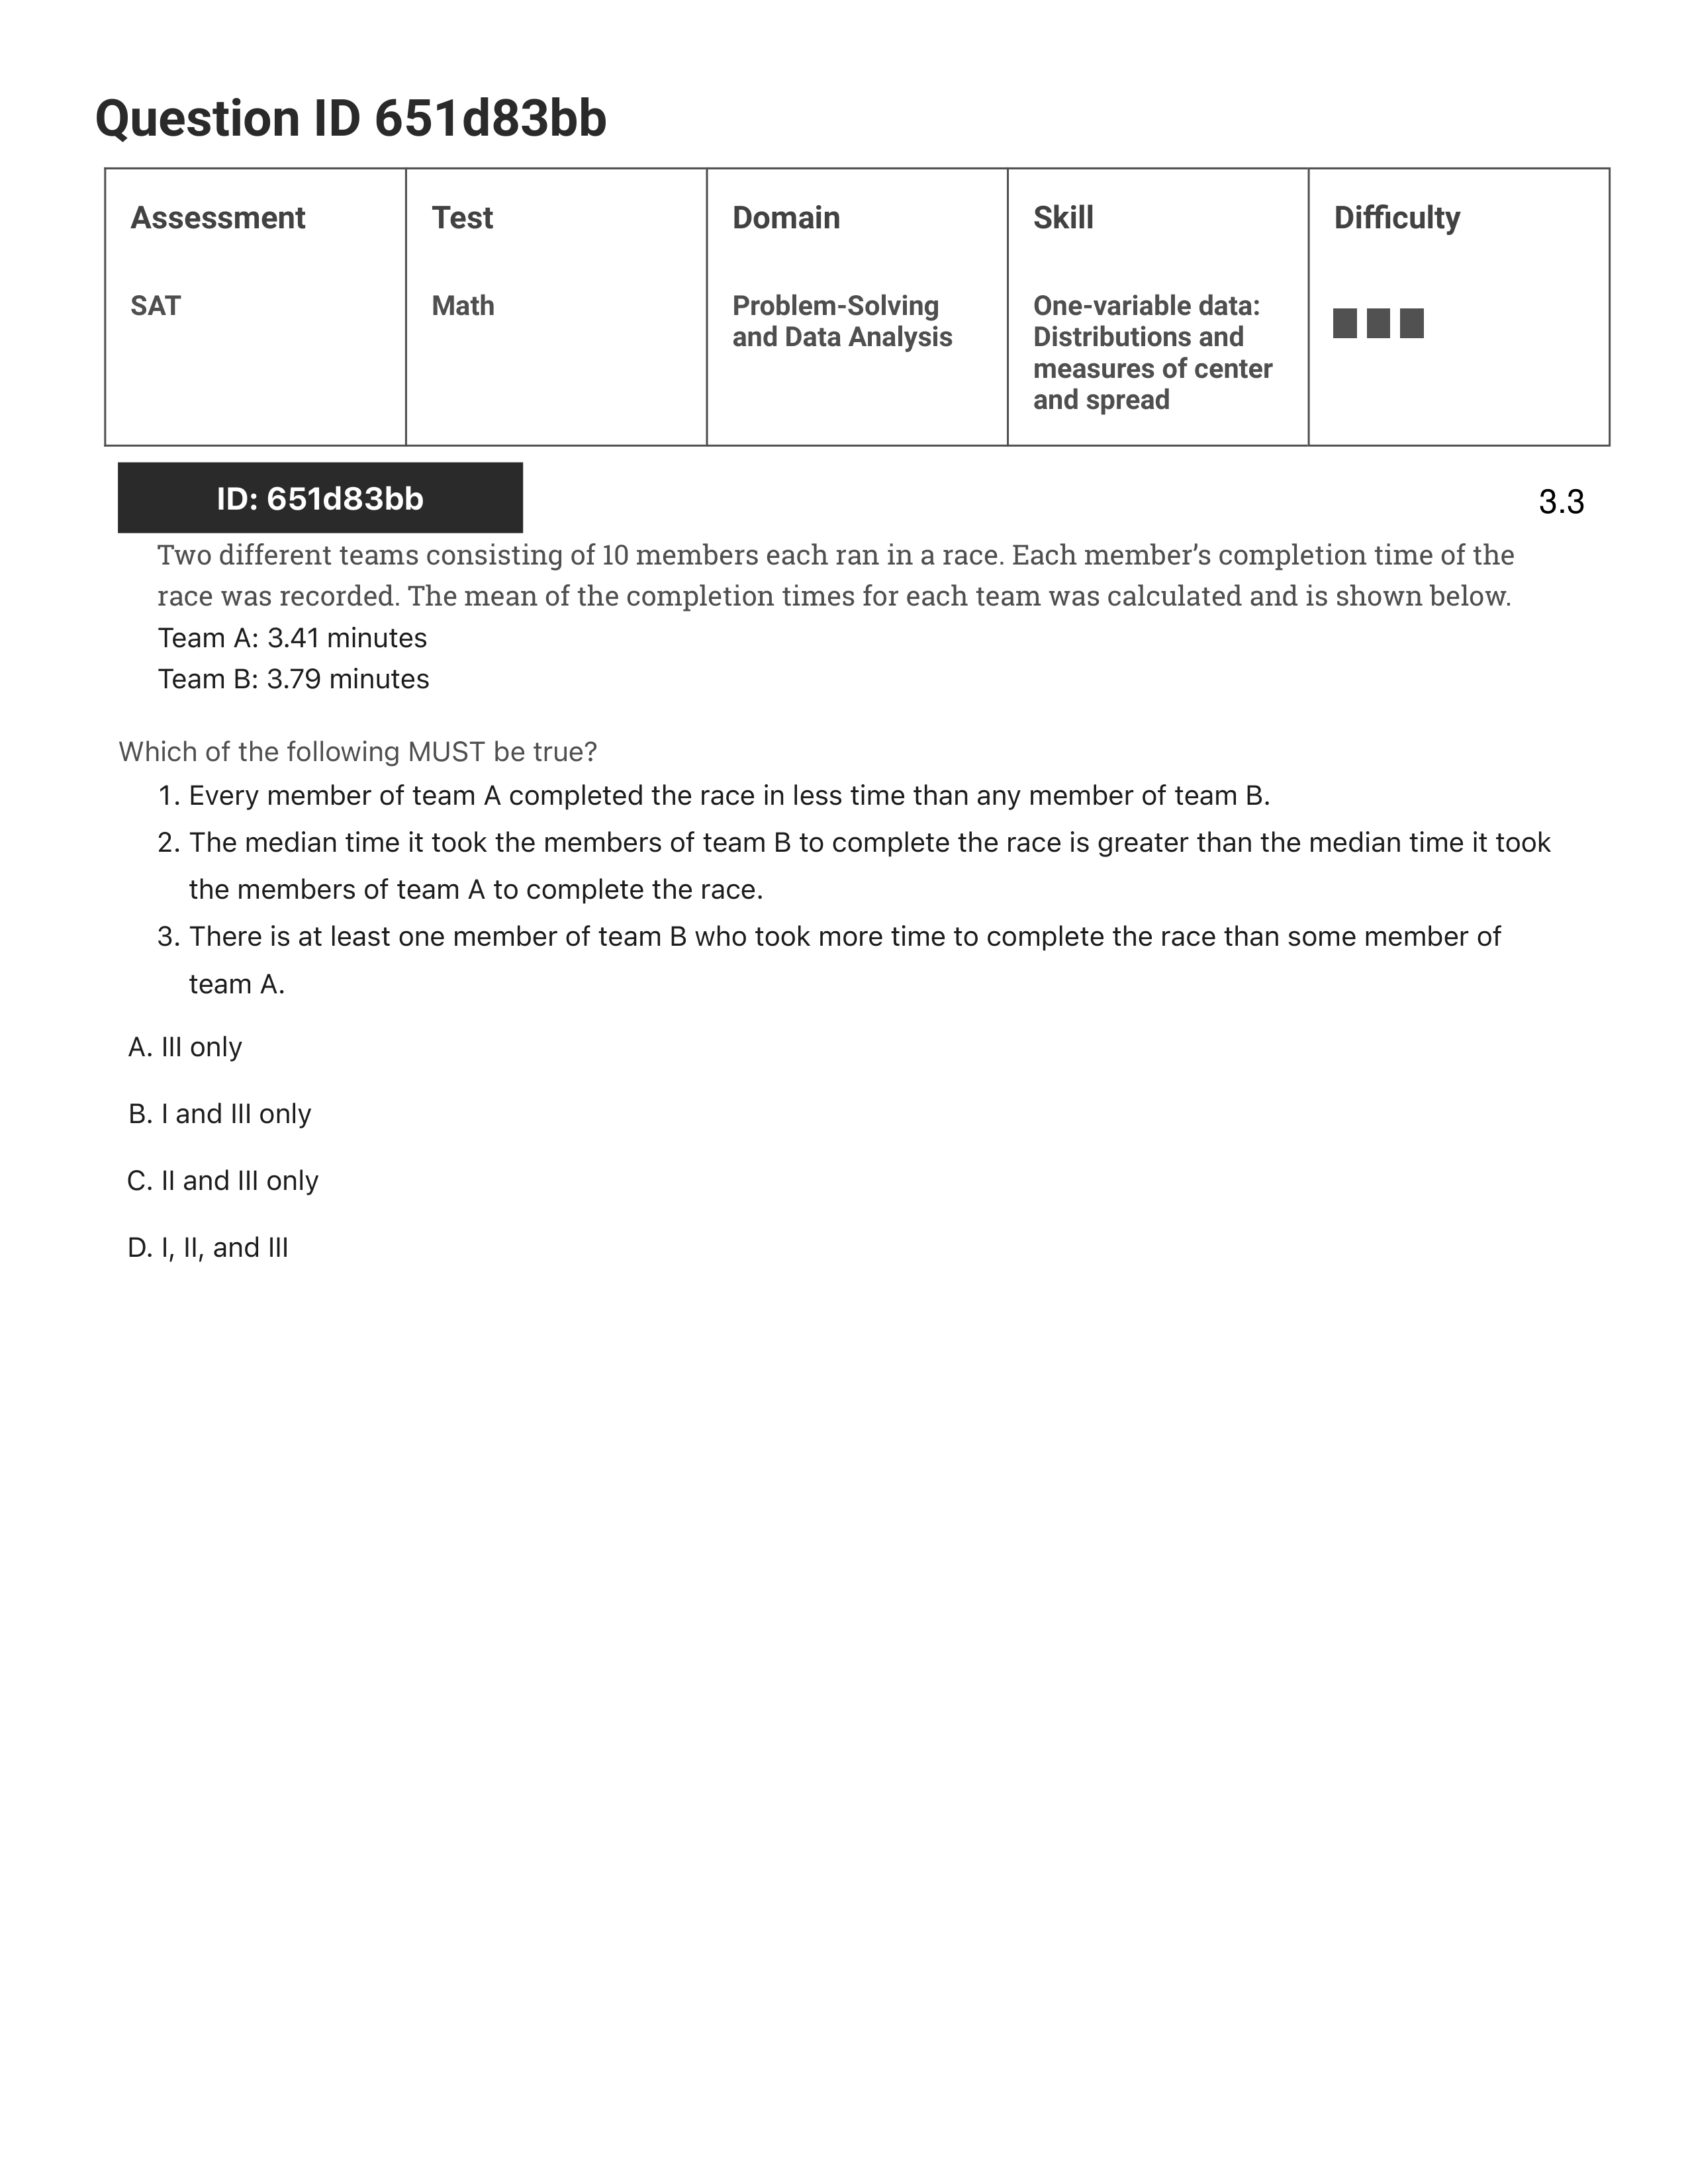 Question ID 651d83bb
Assessment
Test
Domain
Skill
Difficulty
SAT
Math
Problem-Solving
and Data Analysis
One-variable data:
Distributions and
measures of center
and spread
ID: 651d83bb
3.3
Two different teams consisting of 10 members each ran in a race. Each member’s completion time of the
race was recorded. The mean of the completion times for each team was calculated and is shown below.
Team A: 3.41 minutes
Team B: 3.79 minutes
Which of the following MUST be true?
1. Every member of team A completed the race in less time than any member of team B.
2. The median time it took the members of team B to complete the race is greater than the median time it took
the members of team A to complete the race.
3. There is at least one member of team B who took more time to complete the race than some member of
team A.
A. III only
B. I and III only
C. II and III only
D. I, II, and III